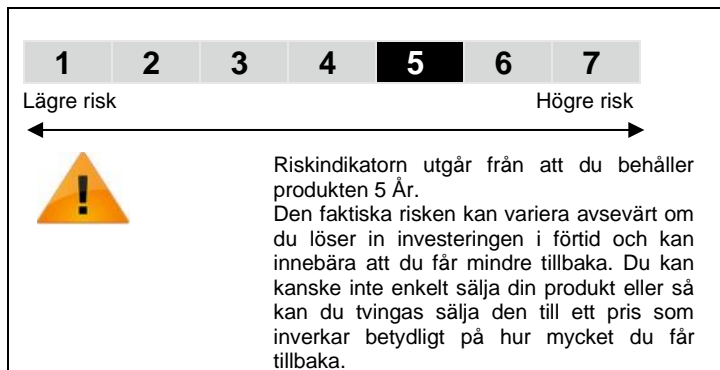 1 2 3 4 5 6 7
Lägre risk Högre risk
!
Riskindikatorn utgår från att du behåller
produkten 5 År.
Den faktiska risken kan variera avsevärt om
du löser in investeringen i förtid och kan
innebära att du får mindre tillbaka. Du kan
kanske inte enkelt sälja din produkt eller så
kan du tvingas sälja den till ett pris som
inverkar betydligt på hur mycket du får
tillbaka.